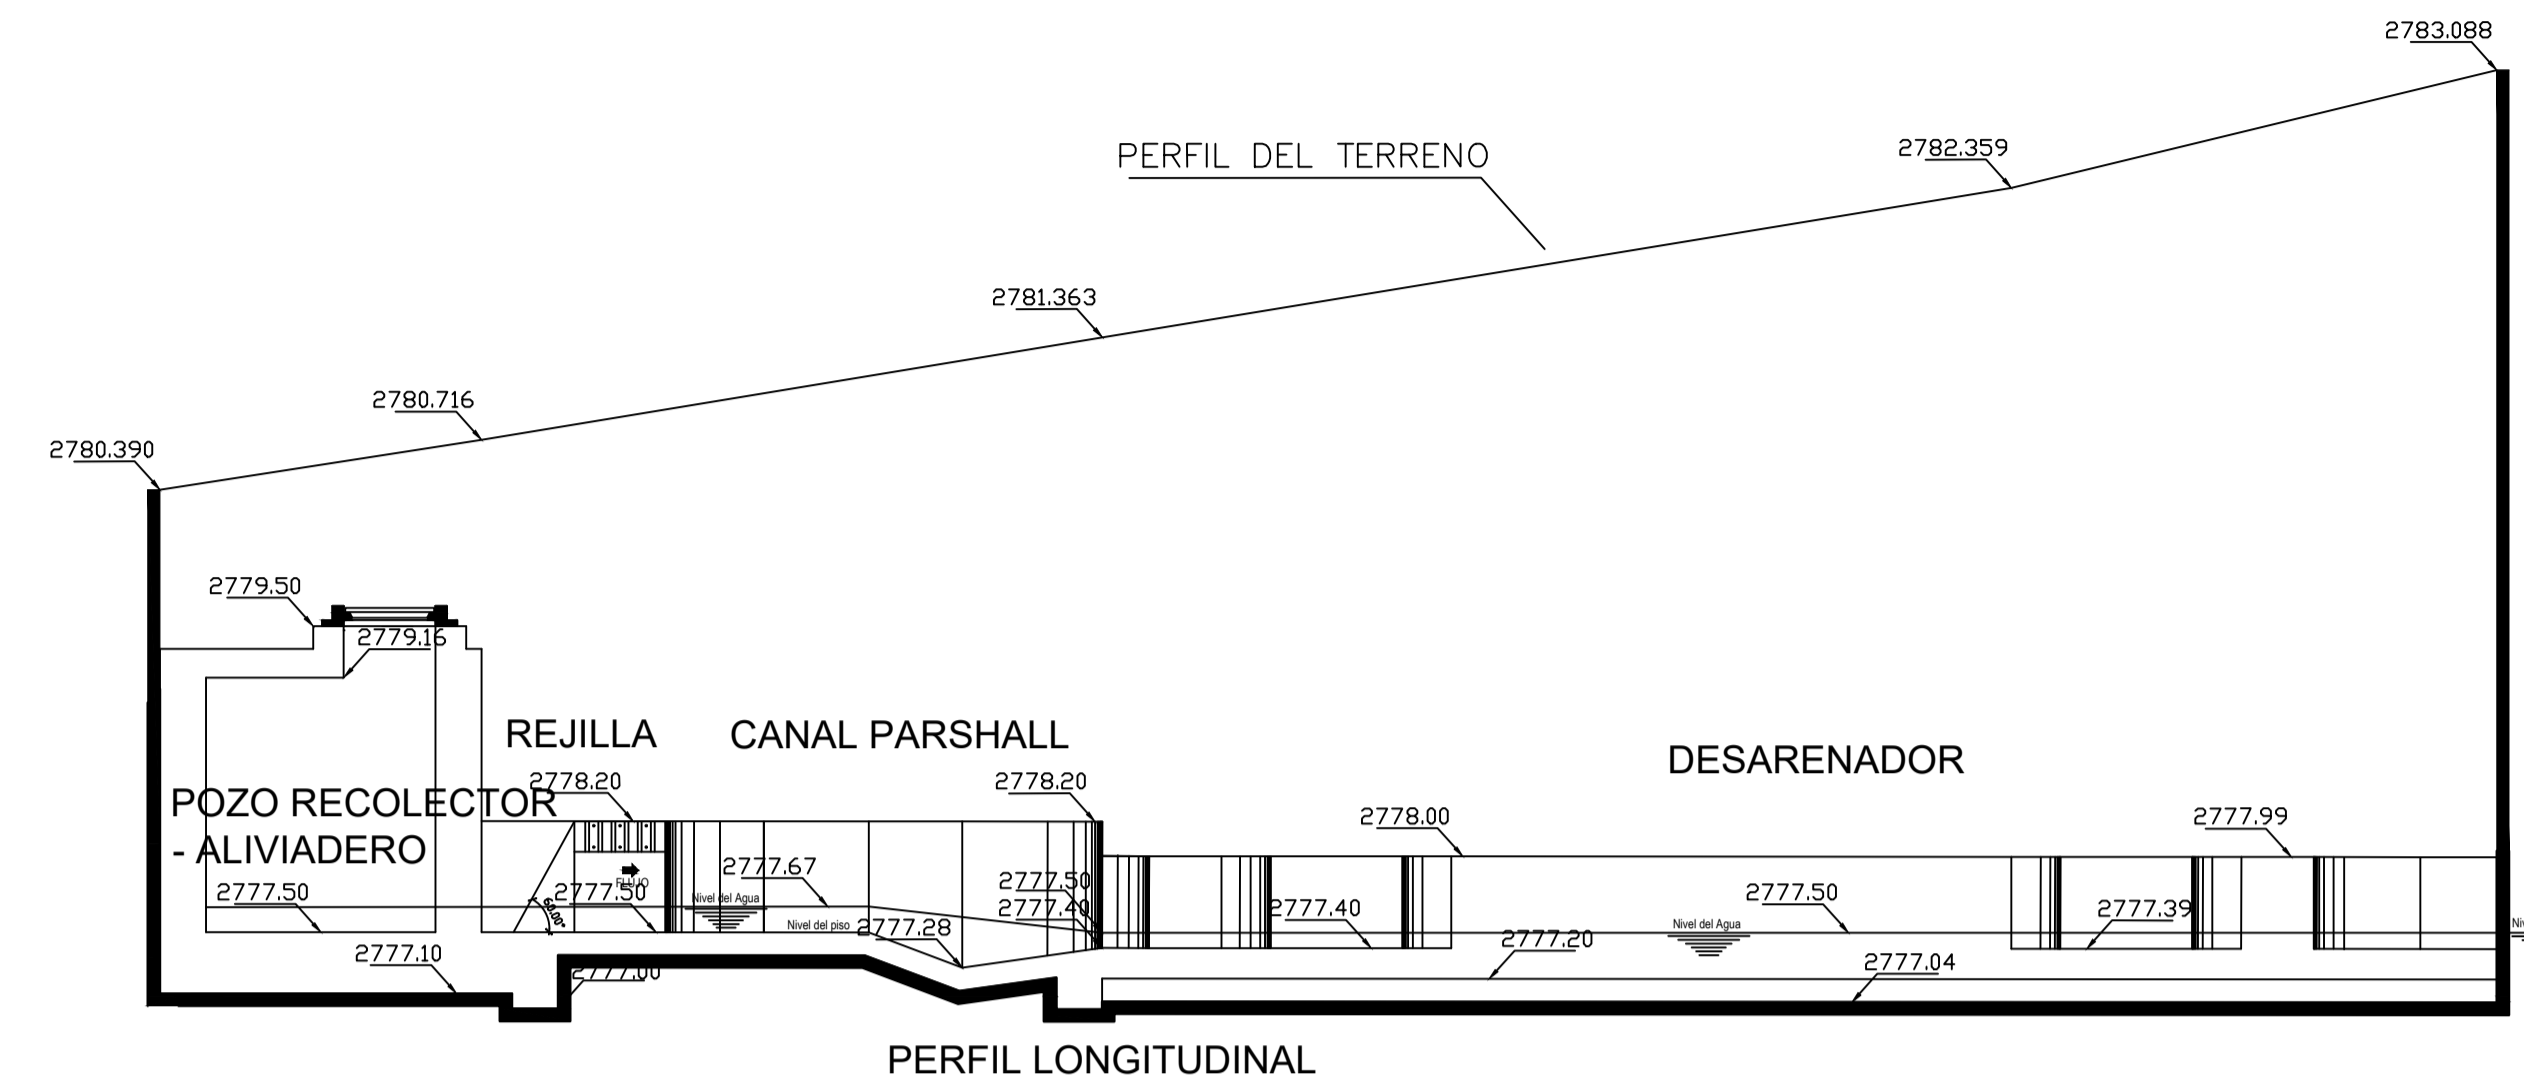 2783.088
PERFIL DEL TERRENO
2782.359
2781.363
2780.716
2780.390
2779.50
2779.16
REJILLA
CANAL PARSHALL
DESARENADOR
2778.20
2778.20
POZO RECOLECTOR
- ALIVIADERO
2778.00
2777.99
2777.67
FLUJO
2777.50
2777.50
60.00°
Nivel del Agua
Nivel del piso
2777.50
2777.40
2777.28
2777.40
2777.50
2777.39
Nivel del Agua
2777.20
2777.10
2777.00
2777.04
PERFIL LONGITUDINAL